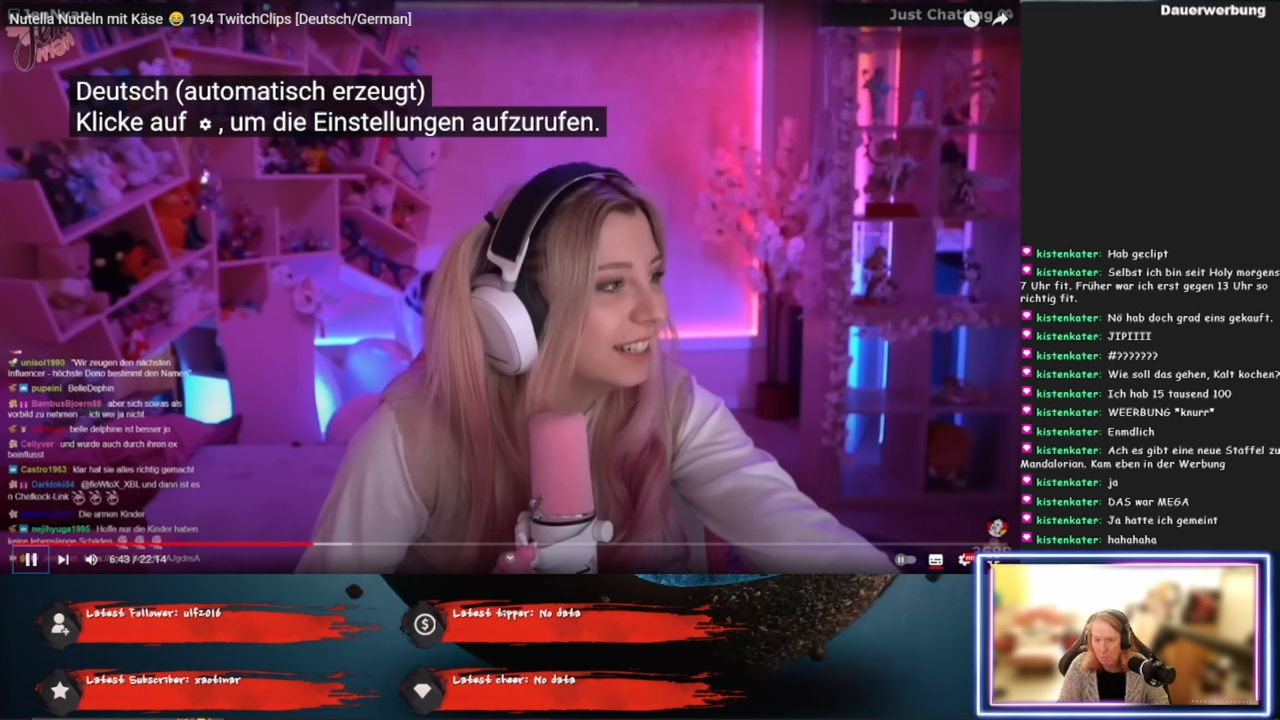 Nutella Nudeln mit Käse 😂 194 TwitchClips [Deutsch/German]
Just Chatting
Dauerwerbung
Deutsch (automatisch erzeugt)
Klicke auf ⚙ , um die Einstellungen aufzurufen.
unisol1990 "Wir zeugen den nächsten
Influencer - höchste Dono bestimmt den Namen"
pupeini BelleDephin
BambusBjoern88 aber sich sowas als
vorbild zu nehmen ... ich wei ja nicht
belle delphine ist besser jo
Cellyver und wurde auch durch ihren ex
beinflusst
Castro1963 klar hat sie alles richtig gemacht
Darkloki84 @floWtoX_XBL und dann ist es
n Chefkock-Link
Die armen Kinder
nejihyuga1995 Hoffe nur die Kinder haben
keine lebenslange Schäden
6:43 / 22:14
kistenkater: Hab geclipt
kistenkater: Selbst ich bin seit Holy morgens
7 Uhr fit. Früher war ich erst gegen 13 Uhr so
richtig fit.
kistenkater: Nö hab doch grad eins gekauft.
kistenkater: JIPIIII
kistenkater: #???????
kistenkater: Wie soll das gehen, Kalt kochen?
kistenkater: Ich hab 15 tausend 100
kistenkater: WEERBUNG *knurr*
kistenkater: Enmdlich
kistenkater: Ach es gibt eine neue Staffel zu
Mandalorian. Kam eben in der Werbung
kistenkater: ja
kistenkater: DAS war MEGA
kistenkater: Ja hatte ich gemeint
kistenkater: hahahaha
Latest Follower: ulf2016
Latest tipper: No data
Latest Subscriber: xaotinar
Latest cheer: No data